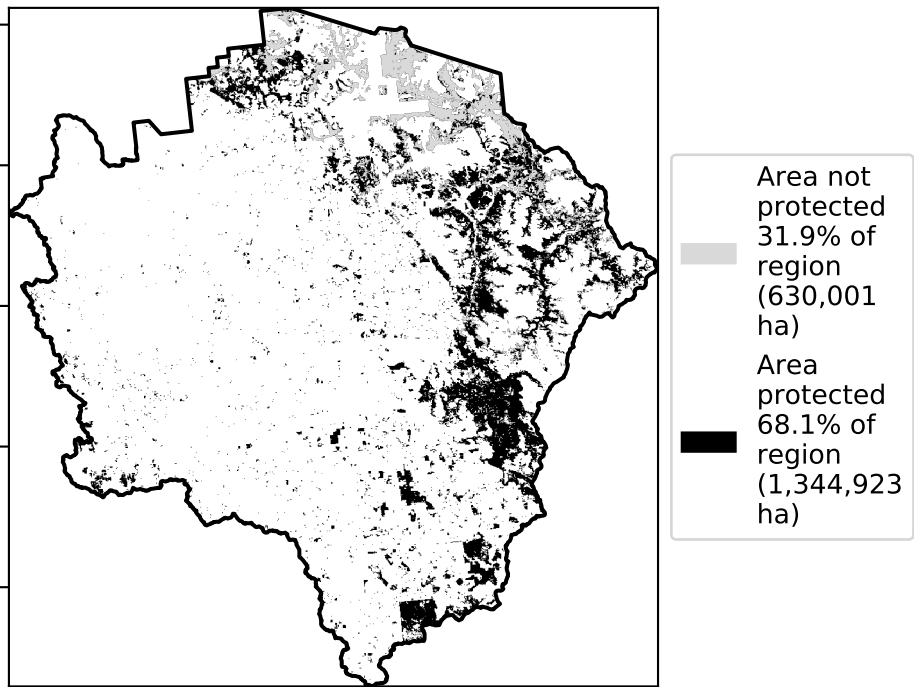 Area not
protected
31.9% of
region
(630,001
ha)
Area
protected
68.1% of
region
(1,344,923
ha)